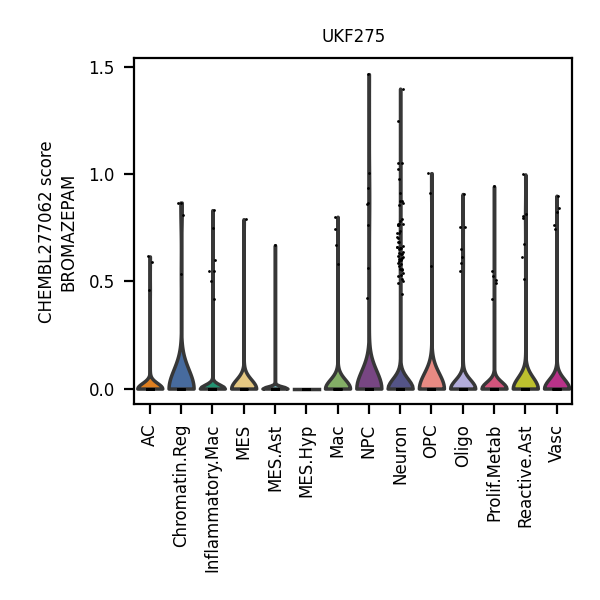 UKF275
CHEMBL277062 score
BROMAZEPAM
1.5
1.0
0.5
0.0
AC
Chromatin.Reg
Inflammatory.Mac
MES
MES.Ast
MES.Hyp
Mac
NPC
Neuron
OPC
Oligo
Prolif.Metab
Reactive.Ast
Vasc